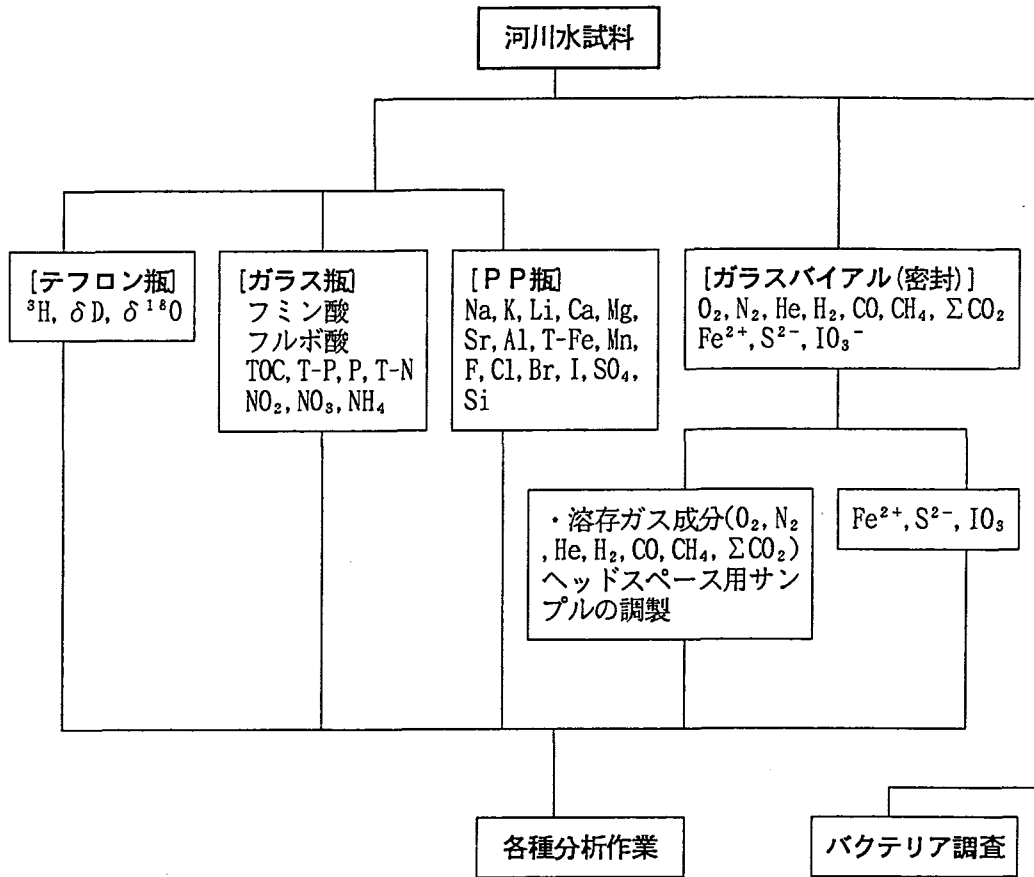 河川水試料
[テフロン瓶]
³H, δD, δ¹⁸O
[ガラス瓶]
フミン酸
フルボ酸
TOC, T-P, P, T-N
NO₂, NO₃, NH₄
[PP瓶]
Na, K, Li, Ca, Mg,
Sr, Al, T-Fe, Mn,
F, Cl, Br, I, SO₄,
Si
[ガラスバイアル(密封)]
O₂, N₂, He, H₂, CO, CH₄, ΣCO₂
Fe²⁺, S²⁻, IO₃⁻
・溶存ガス成分(O₂, N₂
, He, H₂, CO, CH₄, ΣCO₂)
ヘッドスペース用サン
プルの調製
Fe²⁺, S²⁻, IO₃
各種分析作業
バクテリア調査